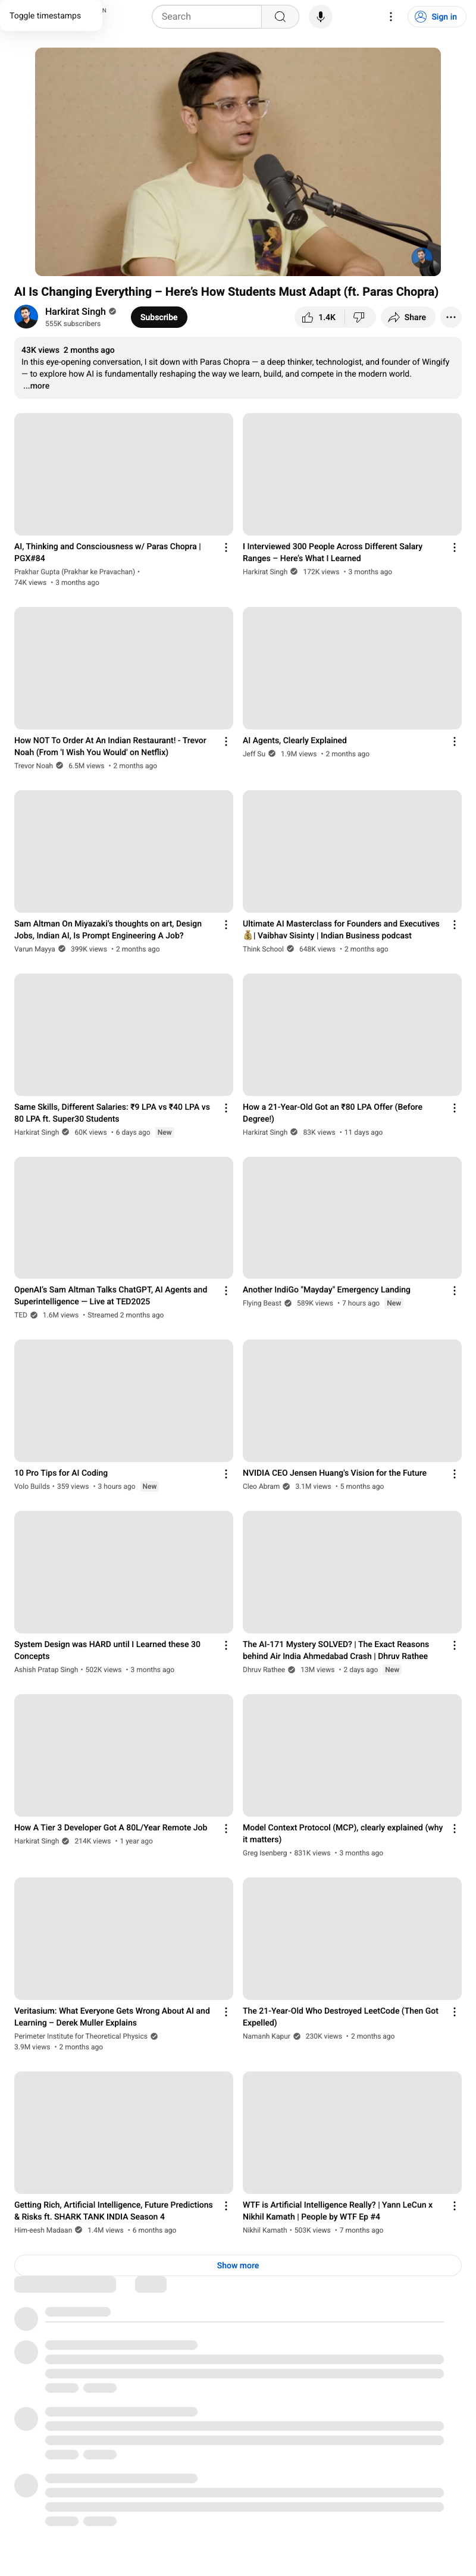 Toggle timestamps
N
Search
Sign in
AI Is Changing Everything – Here's How Students Must Adapt (ft. Paras Chopra)
Harkirat Singh
555K subscribers
Subscribe
1.4K
Share
43K views 2 months ago
In this eye-opening conversation, I sit down with Paras Chopra — a deep thinker, technologist, and founder of Wingify
— to explore how AI is fundamentally reshaping the way we learn, build, and compete in the modern world.
...more
AI, Thinking and Consciousness w/ Paras Chopra |
PGX#84
Prakhar Gupta (Prakhar ke Pravachan) •
74K views • 3 months ago
I Interviewed 300 People Across Different Salary
Ranges – Here's What I Learned
Harkirat Singh 172K views • 3 months ago
How NOT To Order At An Indian Restaurant! - Trevor
Noah (From 'I Wish You Would' on Netflix)
Trevor Noah 6.5M views • 2 months ago
AI Agents, Clearly Explained
Jeff Su 1.9M views • 2 months ago
Sam Altman On Miyazaki's thoughts on art, Design
Jobs, Indian AI, Is Prompt Engineering A Job?
Varun Mayya 399K views • 2 months ago
Ultimate AI Masterclass for Founders and Executives
💰| Vaibhav Sisinty | Indian Business podcast
Think School 648K views • 2 months ago
Same Skills, Different Salaries: ₹9 LPA vs ₹40 LPA vs
80 LPA ft. Super30 Students
Harkirat Singh 60K views • 6 days ago New
How a 21-Year-Old Got an ₹80 LPA Offer (Before
Degree!)
Harkirat Singh 83K views • 11 days ago
OpenAI's Sam Altman Talks ChatGPT, AI Agents and
Superintelligence — Live at TED2025
TED 1.6M views • Streamed 2 months ago
Another IndiGo "Mayday" Emergency Landing
Flying Beast 589K views • 7 hours ago New
10 Pro Tips for AI Coding
Volo Builds • 359 views • 3 hours ago New
NVIDIA CEO Jensen Huang's Vision for the Future
Cleo Abram 3.1M views • 5 months ago
System Design was HARD until I Learned these 30
Concepts
Ashish Pratap Singh • 502K views • 3 months ago
The AI-171 Mystery SOLVED? | The Exact Reasons
behind Air India Ahmedabad Crash | Dhruv Rathee
Dhruv Rathee 13M views • 2 days ago New
How A Tier 3 Developer Got A 80L/Year Remote Job
Harkirat Singh 214K views • 1 year ago
Model Context Protocol (MCP), clearly explained (why
it matters)
Greg Isenberg • 831K views • 3 months ago
Veritasium: What Everyone Gets Wrong About AI and
Learning – Derek Muller Explains
Perimeter Institute for Theoretical Physics
3.9M views • 2 months ago
The 21-Year-Old Who Destroyed LeetCode (Then Got
Expelled)
Namanh Kapur 230K views • 2 months ago
Getting Rich, Artificial Intelligence, Future Predictions
& Risks ft. SHARK TANK INDIA Season 4
Him-eesh Madaan 1.4M views • 6 months ago
WTF is Artificial Intelligence Really? | Yann LeCun x
Nikhil Kamath | People by WTF Ep #4
Nikhil Kamath • 503K views • 7 months ago
Show more